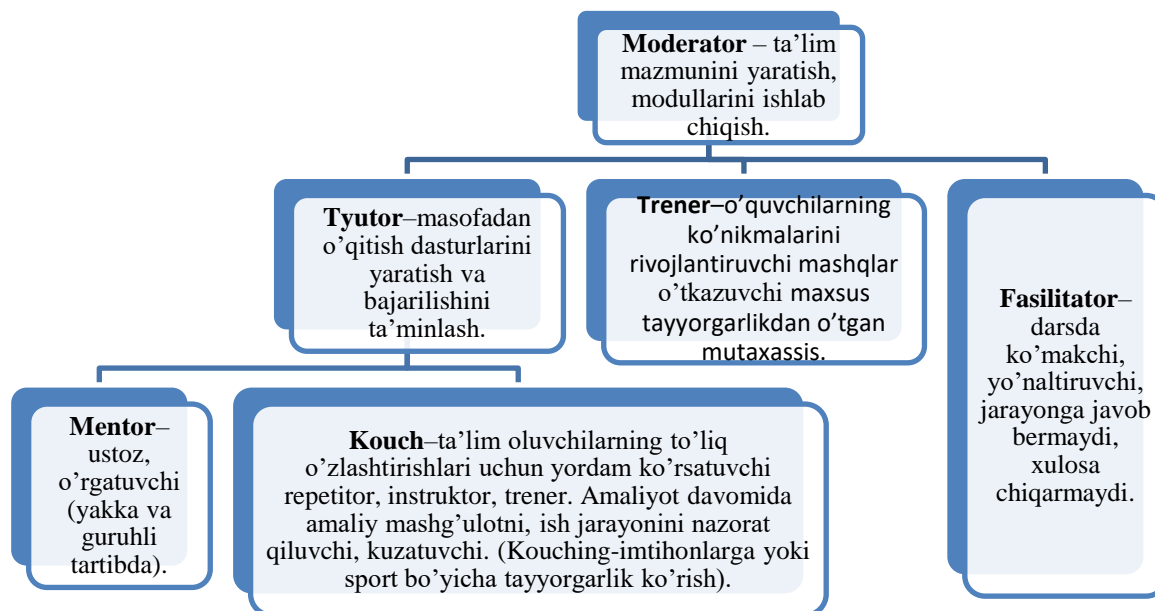 Moderator – ta’lim
mazmunini yaratish,
modullarini ishlab
chiqish.
Tyutor–masofadan
o’qitish dasturlarini
yaratish va
bajarilishini
ta’minlash.
Trener–o’quvchilarning
ko’nikmalarini
rivojlantiruvchi mashqlar
o’tkazuvchi maxsus
tayyorgarlikdan o’tgan
mutaxassis.
Fasilitator–
darsda
ko’makchi,
yo’naltiruvchi,
jarayonga javob
bermaydi,
xulosa
chiqarmaydi.
Mentor–
ustoz,
o’rgatuvchi
(yakka va
guruhli
tartibda).
Kouch–ta’lim oluvchilarning to’liq
o’zlashtirishlari uchun yordam ko’rsatuvchi
repetitor, instruktor, trener. Amaliyot davomida
amaliy mashg’ulotni, ish jarayonini nazorat
qiluvchi, kuzatuvchi. (Kouching-imtihonlarga yoki
sport bo’yicha tayyorgarlik ko’rish).